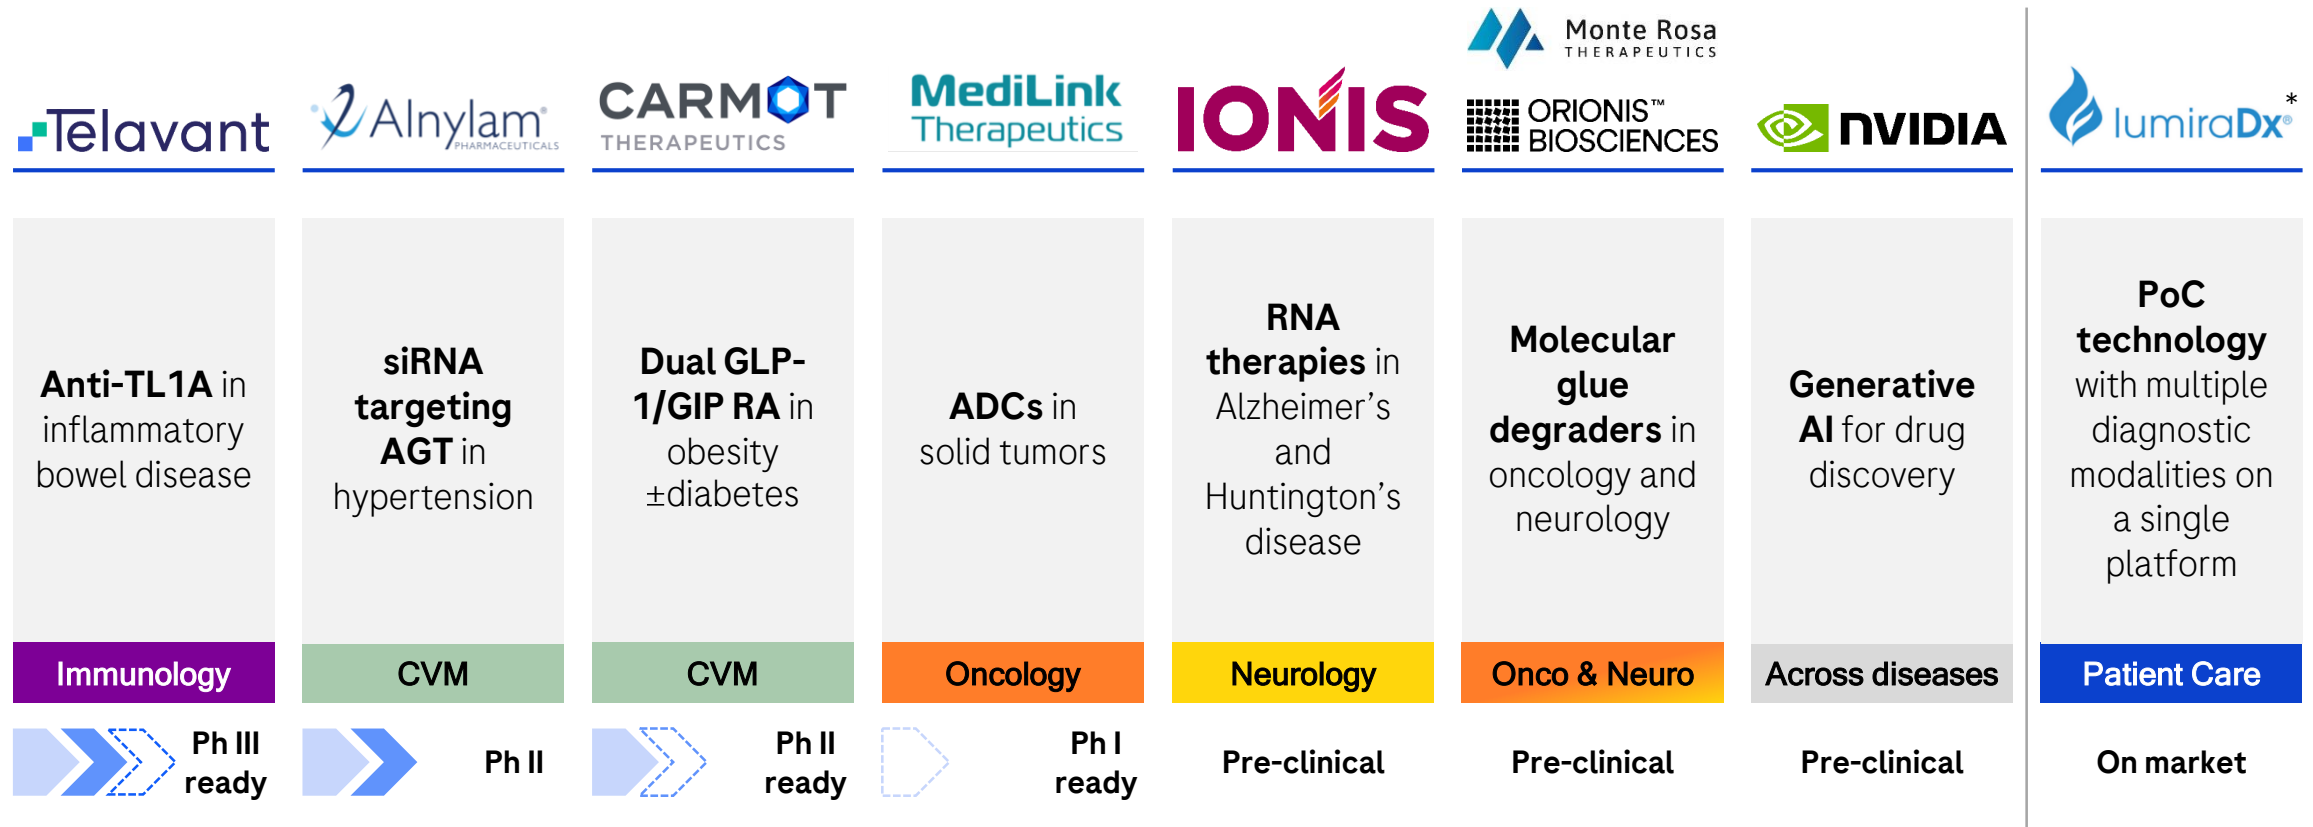 Telavant
Alnylam®
PHARMACEUTICALS
CARMOT
THERAPEUTICS
MediLink
Therapeutics
IONIS
Monte Rosa
THERAPEUTICS
ORIONIS™
BIOSCIENCES
NVIDIA
lumiraDx®*
Anti-TL1A in
inflammatory
bowel disease
siRNA
targeting
AGT in
hypertension
Dual GLP-
1/GIP RA in
obesity
±diabetes
ADCs in
solid tumors
RNA
therapies in
Alzheimer's
and
Huntington's
disease
Molecular
glue
degraders in
oncology and
neurology
Generative
AI for drug
discovery
PoC
technology
with multiple
diagnostic
modalities on
a single
platform
Immunology
CVM
CVM
Oncology
Neurology
Onco & Neuro
Across diseases
Patient Care
Ph III
ready
Ph II
Ph II
ready
Ph I
ready
Pre-clinical
Pre-clinical
Pre-clinical
On market